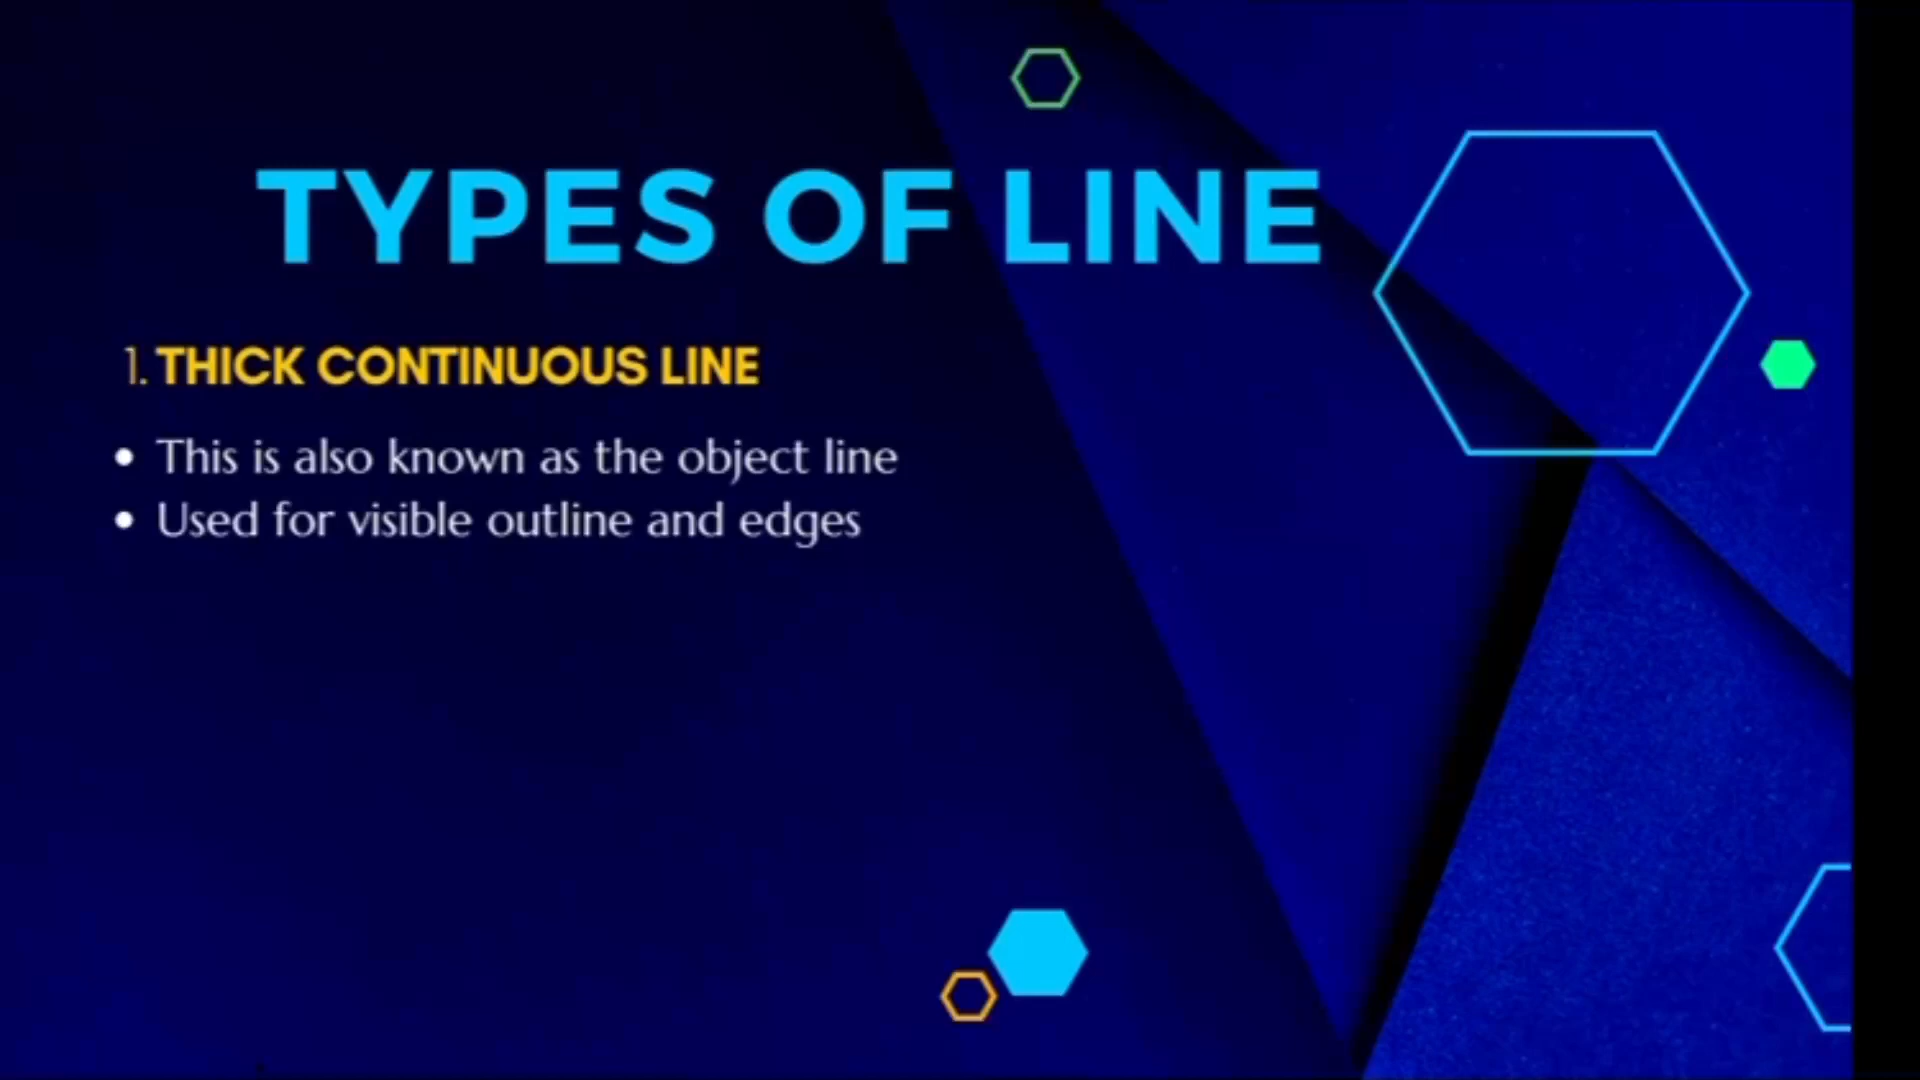 TYPES OF LINE
1. THICK CONTINUOUS LINE
• This is also known as the object line
• Used for visible outline and edges